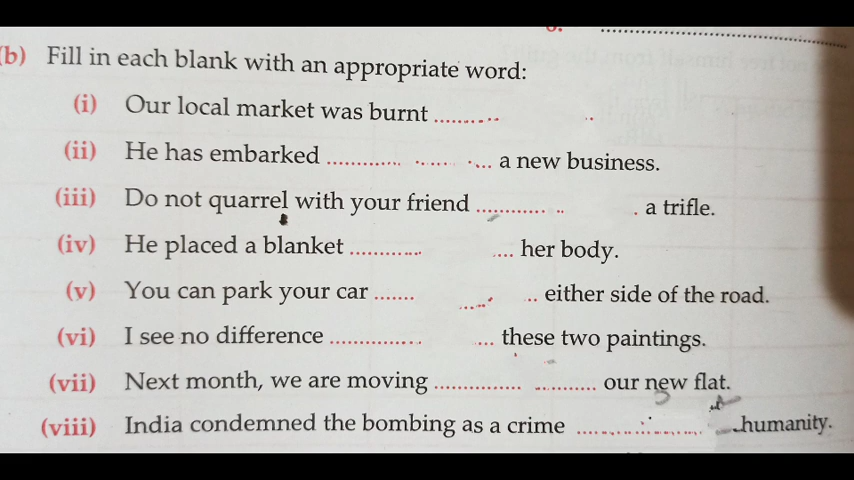 (b) Fill in each blank with an appropriate word:
(i) Our local market was burnt ..........
(ii) He has embarked .................... a new business.
(iii) Do not quarrel with your friend .................... a trifle.
(iv) He placed a blanket .................... her body.
(v) You can park your car .................... either side of the road.
(vi) I see no difference .................... these two paintings.
(vii) Next month, we are moving .................... our new flat.
(viii) India condemned the bombing as a crime .................... humanity.